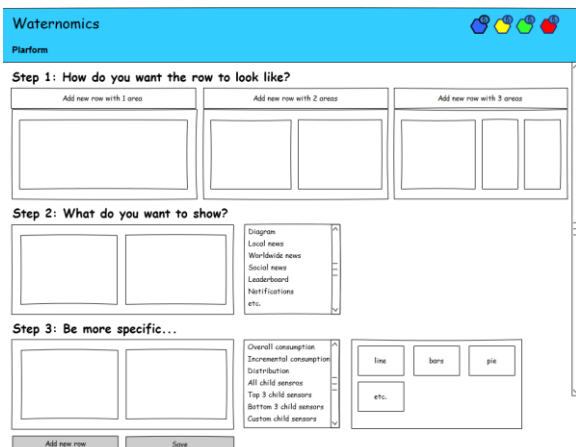 Waternomics
Plarform
Step 1: How do you want the row to look like?
Add new row with 1 area
Add new row with 2 areas
Add new row with 3 areas
Step 2: What do you want to show?
Diagram
Local news
Worldwide news
Social news
Leaderboard
Notifications
etc.
Step 3: Be more specific...
Overall consumption
Incremental consumption
Distribution
All child sensros
Top 3 child sensors
Bottom 3 child sensors
Custom child sensors
line
bars
pie
etc.
Add new row
Save